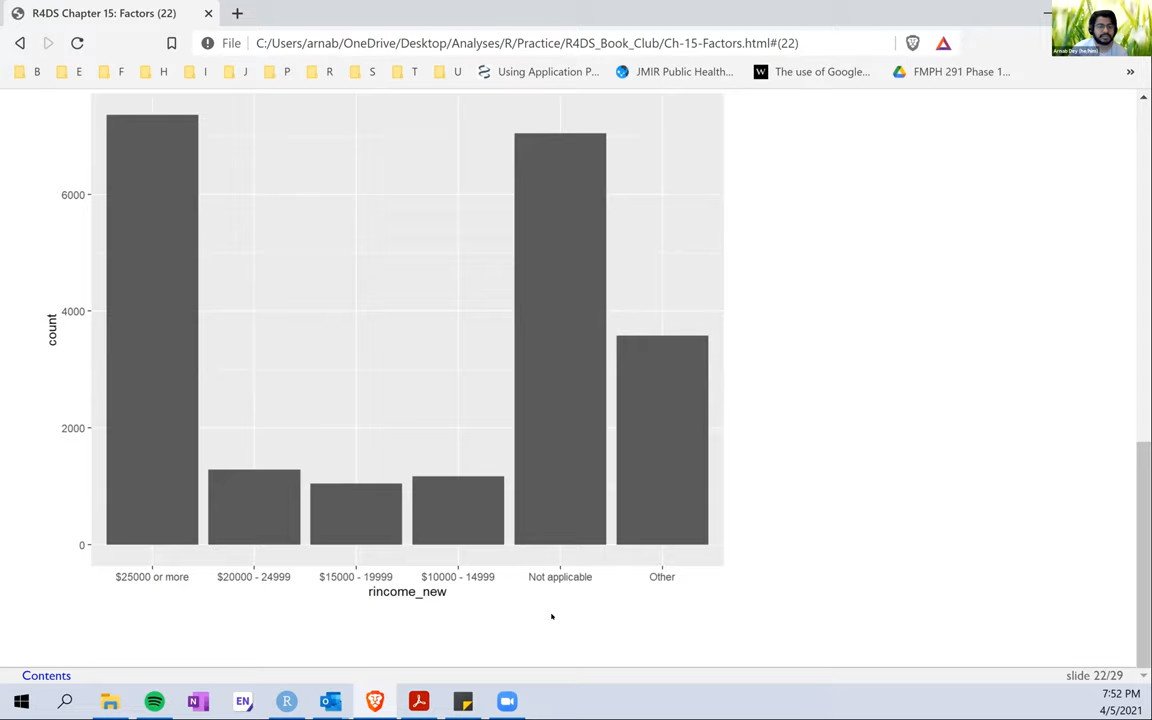 R4DS Chapter 15: Factors (22)
File C:/Users/arnab/OneDrive/Desktop/Analyses/R/Practice/R4DS_Book_Club/Ch-15-Factors.html#(22)
B E F H I J P R S T U Using Application P... JMIR Public Health... W The use of Google... FMPH 291 Phase 1... »
6000
4000
2000
0
count
$25000 or more $20000 - 24999 $15000 - 19999 $10000 - 14999 Not applicable Other
rincome_new
Contents slide 22/29
N EN R
7:52 PM
4/5/2021